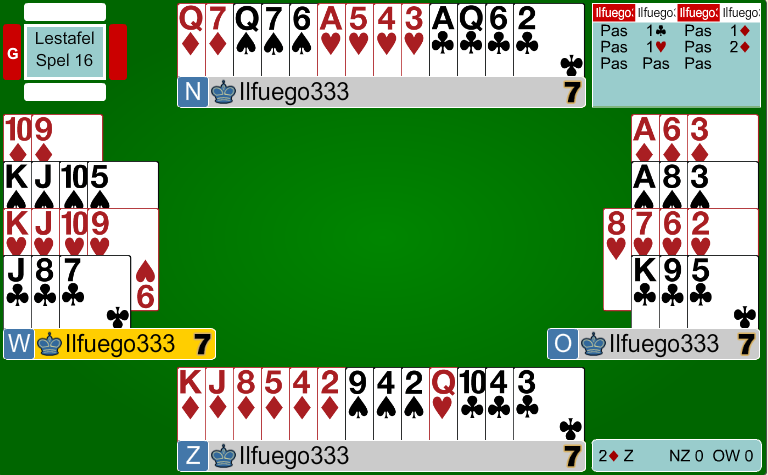 G
Lestafel
Spel 16
Q 7 Q 7 6 A 5 4 3 A Q 6 2
N Ilfuego333 7
Ilfuego Ilfuego Ilfuego Ilfuego
Pas 1♣ Pas 1♦
Pas 1♥ Pas 2♦
Pas Pas Pas
10 9
K J 10 5
K J 10 9
J 8 7
9
W Ilfuego333 7
A 6 3
A 8 3
8 7 6 2
K 9 5
O Ilfuego333 7
K J 8 5 4 2 9 4 2 Q 10 4 3
Z Ilfuego333 7
2♦ Z NZ 0 OW 0